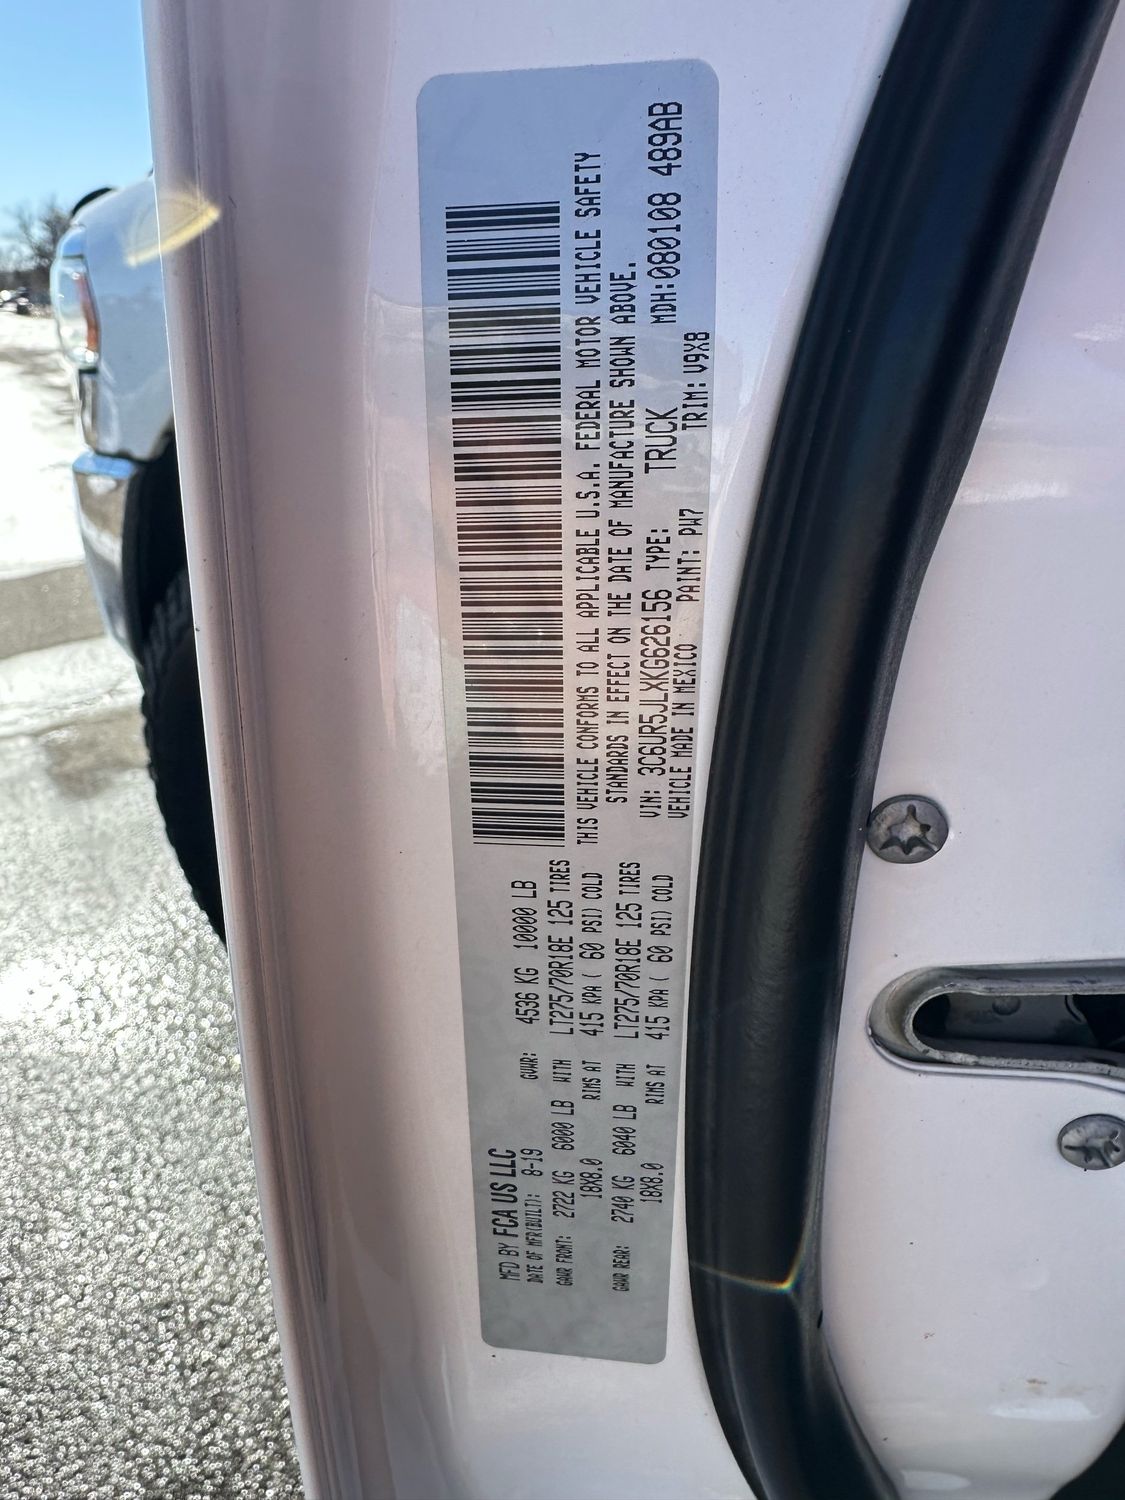 MFD BY FCA US LLC
DATE OF MFR(BUILT): 8-19 GVWR: 4536 KG 10000 LB
GAWR FRONT: 2722 KG 6000 LB WITH LT275/70R18E 125 TIRES
18X8.0 RIMS AT 415 KPA ( 60 PSI) COLD
GAWR REAR: 2740 KG 6040 LB WITH LT275/70R18E 125 TIRES
18X8.0 RIMS AT 415 KPA ( 60 PSI) COLD
THIS VEHICLE CONFORMS TO ALL APPLICABLE U.S.A. FEDERAL MOTOR VEHICLE SAFETY
STANDARDS IN EFFECT ON THE DATE OF MANUFACTURE SHOWN ABOVE.
VIN: 3C6UR5JLXKG626156 TYPE: TRUCK MDH:080108 489AB
VEHICLE MADE IN MEXICO PAINT: PW7 TRIM: V9X8